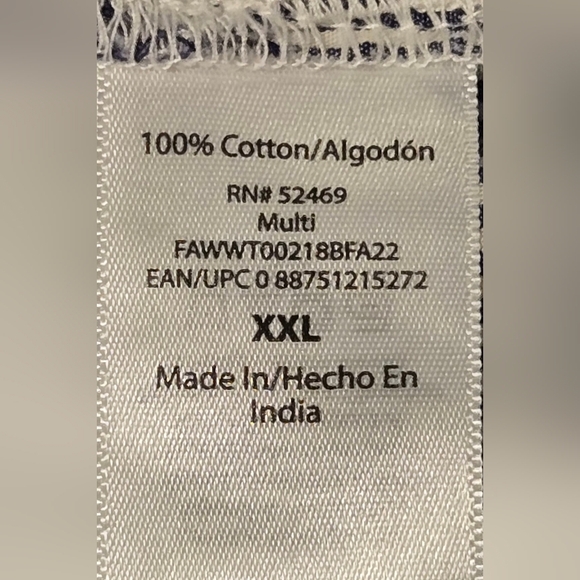 100% Cotton/Algodón
RN# 52469
Multi
FAWWT00218BFA22
EAN/UPC 0 88751215272
XXL
Made In/Hecho En
India